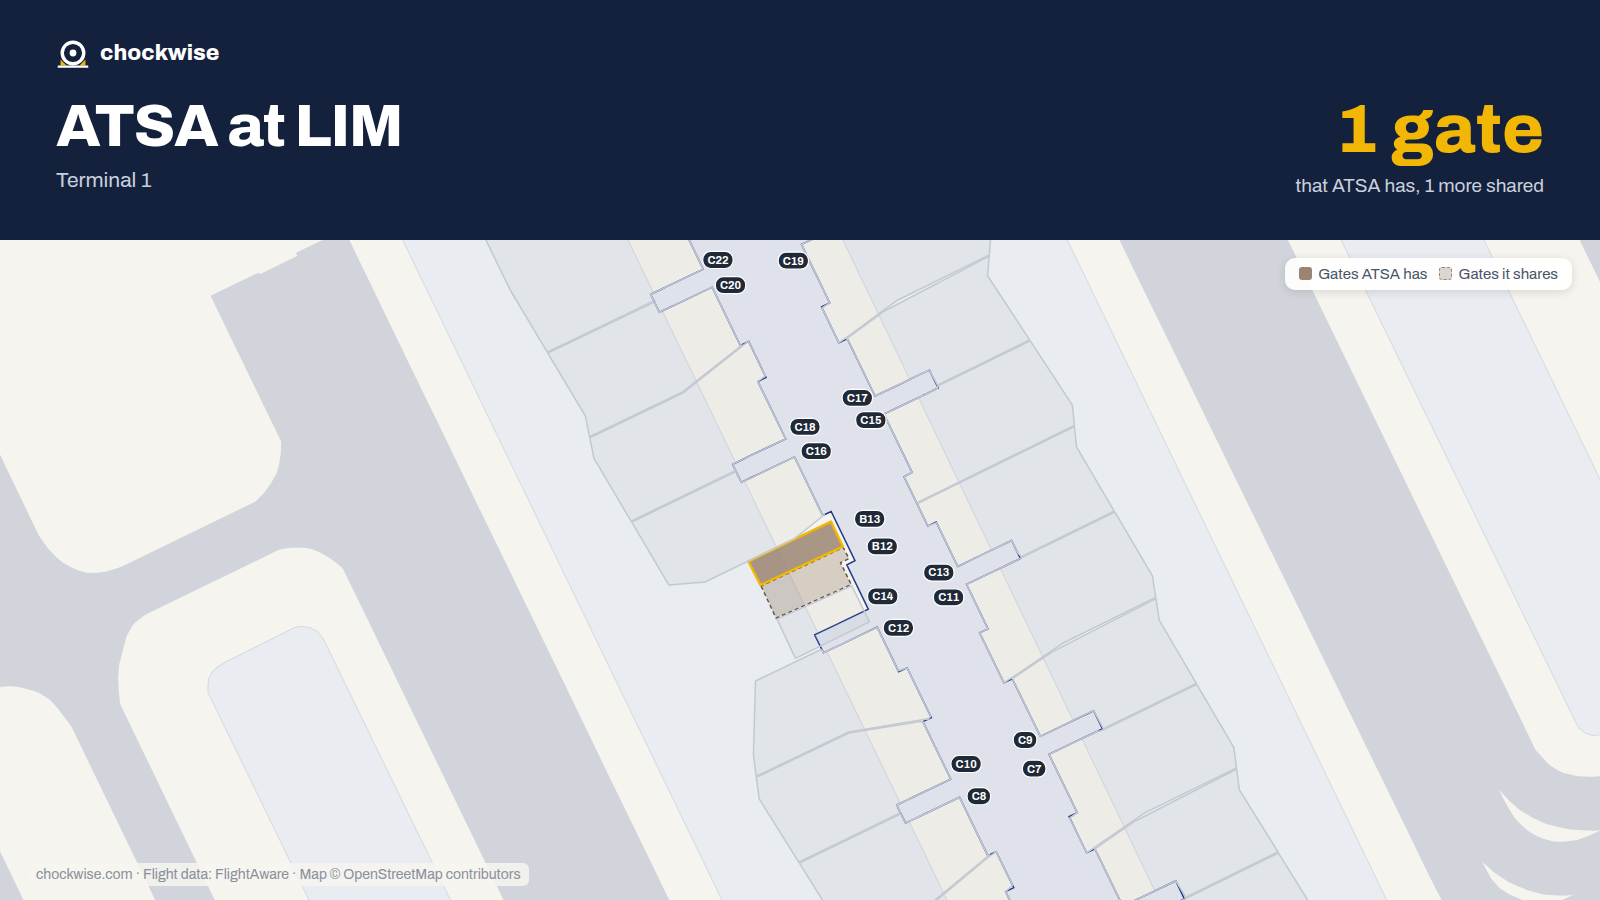 chockwise
ATSA at LIM
Terminal 1
1 gate
that ATSA has, 1 more shared
Gates ATSA has
Gates it shares
C22
C19
C20
C17
C15
C18
C16
B13
B12
C13
C14
C11
C12
C9
C10
C7
C8
chockwise.com · Flight data: FlightAware · Map © OpenStreetMap contributors